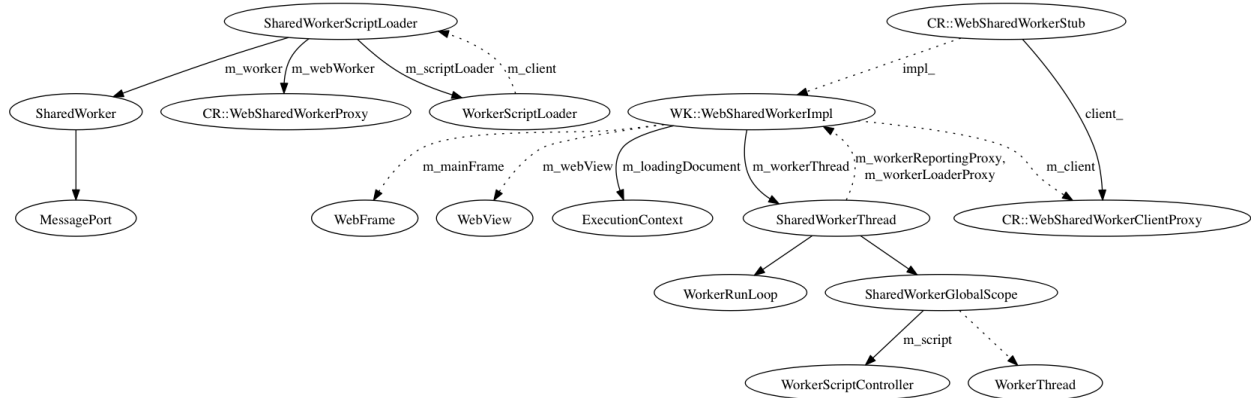 SharedWorkerScriptLoader
CR::WebSharedWorkerStub
m_worker
m_webWorker
m_scriptLoader
m_client
impl_
SharedWorker
CR::WebSharedWorkerProxy
WorkerScriptLoader
WK::WebSharedWorkerImpl
client_
m_mainFrame
m_webView
m_loadingDocument
m_workerThread
m_workerReportingProxy,
m_workerLoaderProxy
m_client
MessagePort
WebFrame
WebView
ExecutionContext
SharedWorkerThread
CR::WebSharedWorkerClientProxy
WorkerRunLoop
SharedWorkerGlobalScope
m_script
WorkerScriptController
WorkerThread